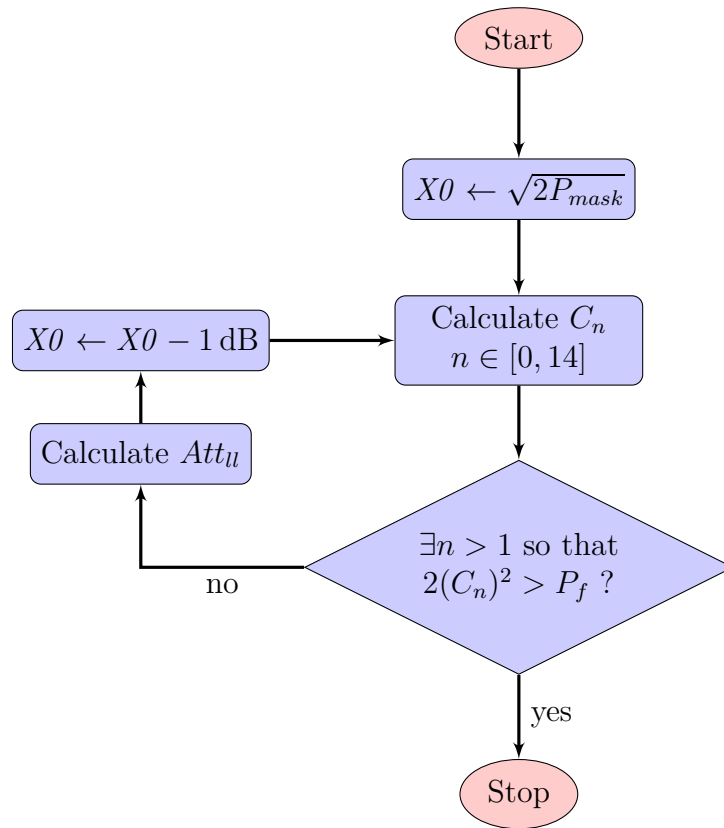 Start
X0 ← √2P_mask
Calculate C_n
n ∈ [0, 14]
X0 ← X0 − 1 dB
Calculate Att_ll
∃n > 1 so that
2(C_n)² > P_f ?
no
yes
Stop